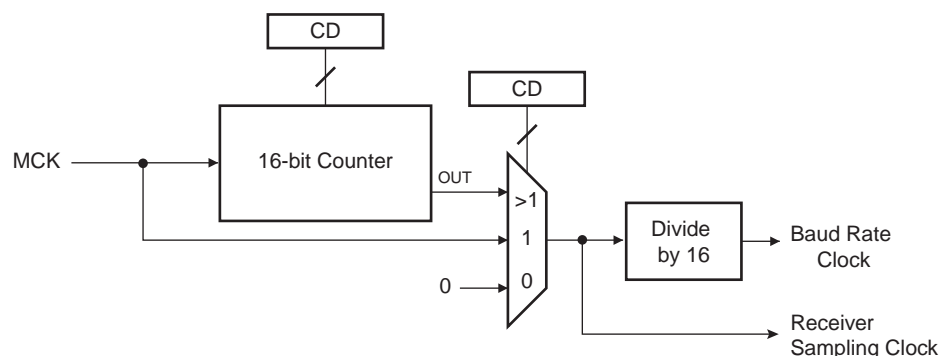 CD
CD
MCK
16-bit Counter
OUT
>1
1
0
0
Divide
by 16
Baud Rate
Clock
Receiver
Sampling Clock